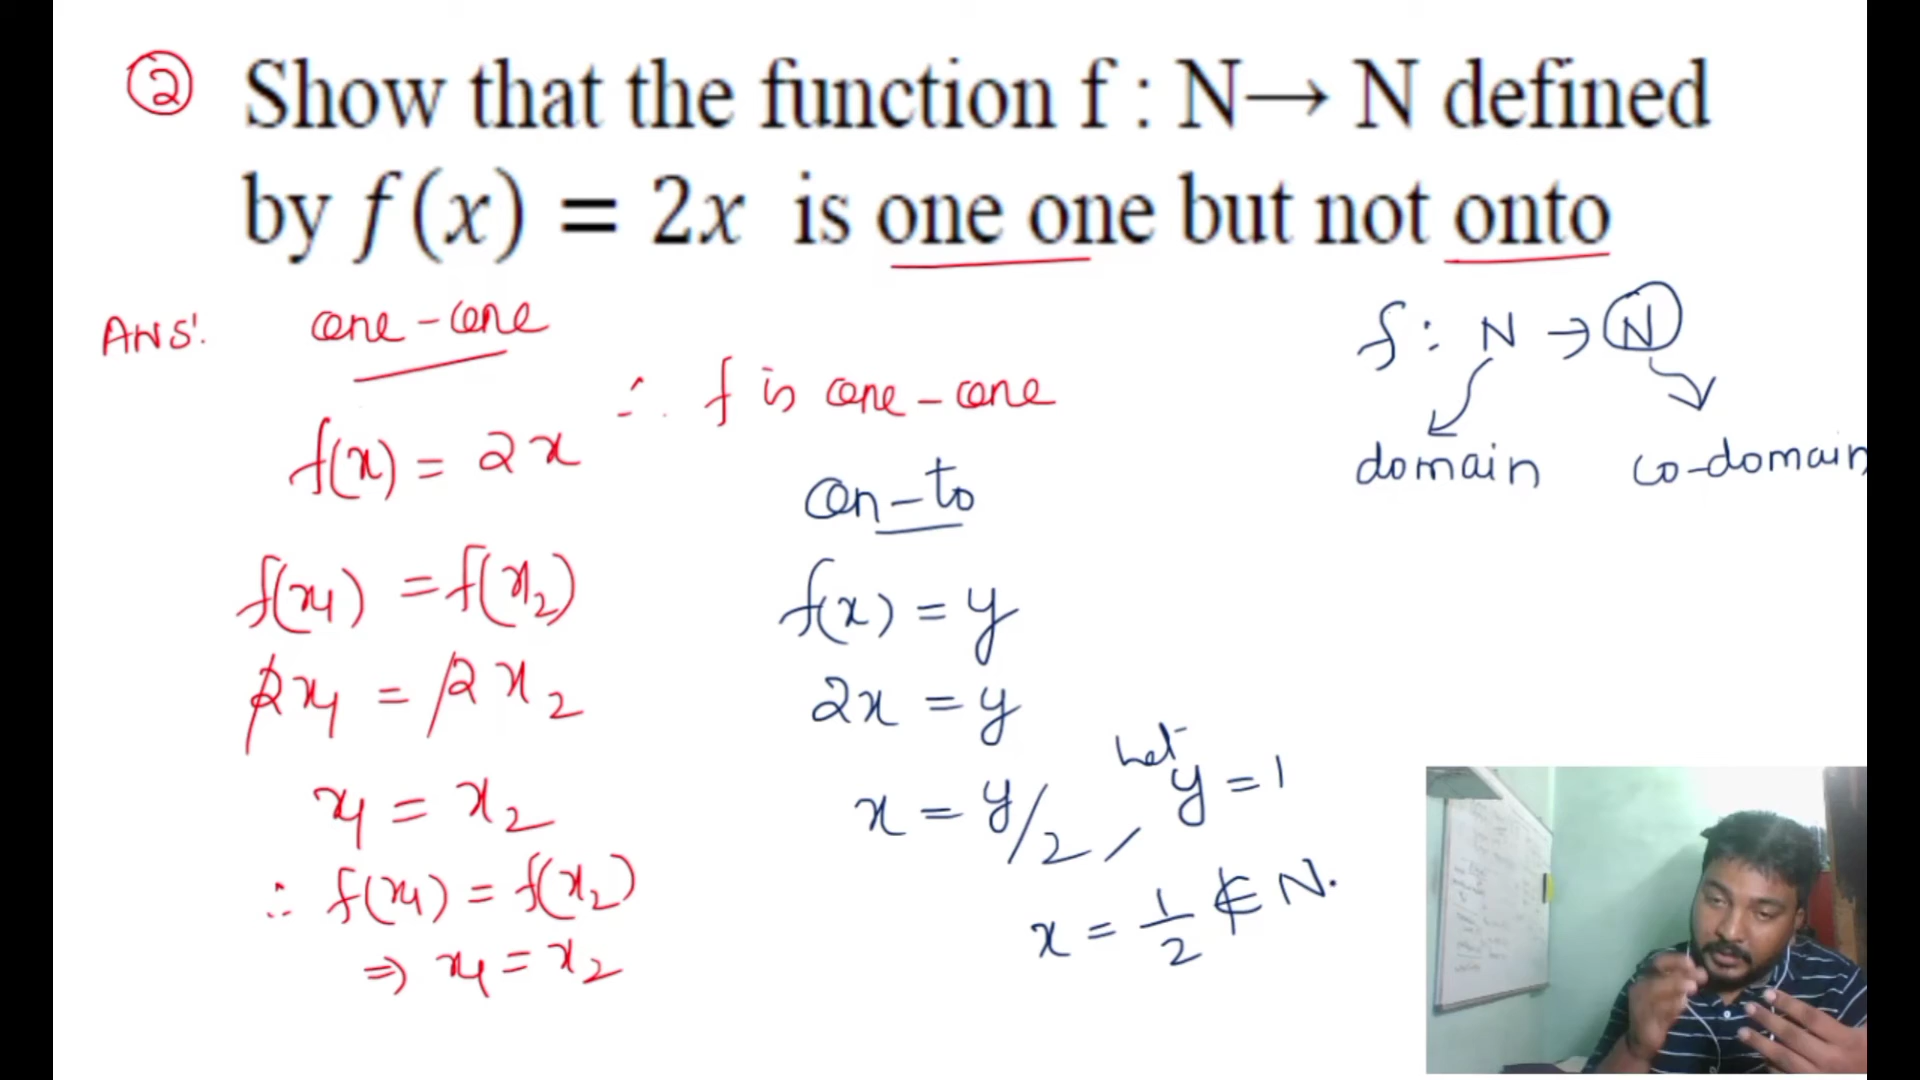 ② Show that the function f : N→ N defined
by f(x) = 2x is one one but not onto
ANS: one-one
f(x) = 2x
f(x₁) = f(x₂)
2x₁ = 2x₂
x₁ = x₂
∴ f(x₁) = f(x₂)
⇒ x₁ = x₂
∴ f is one-one
on-to
f(x) = y
2x = y
x = y/2, Let y = 1
x = 1/2 ∉ N.
f : N → N
domain co-domain